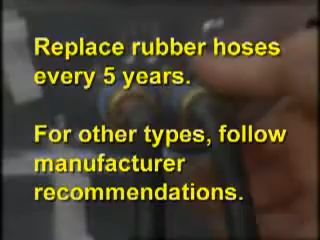 Replace rubber hoses
every 5 years.
For other types, follow
manufacturer
recommendations.